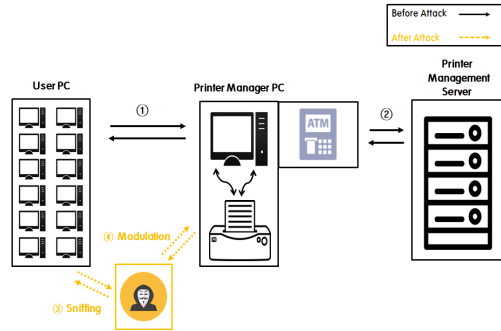 Before Attack
After Attack
User PC
Printer Manager PC
Printer
Management
Server
①
②
ATM
④ Modulation
③ Sniffing